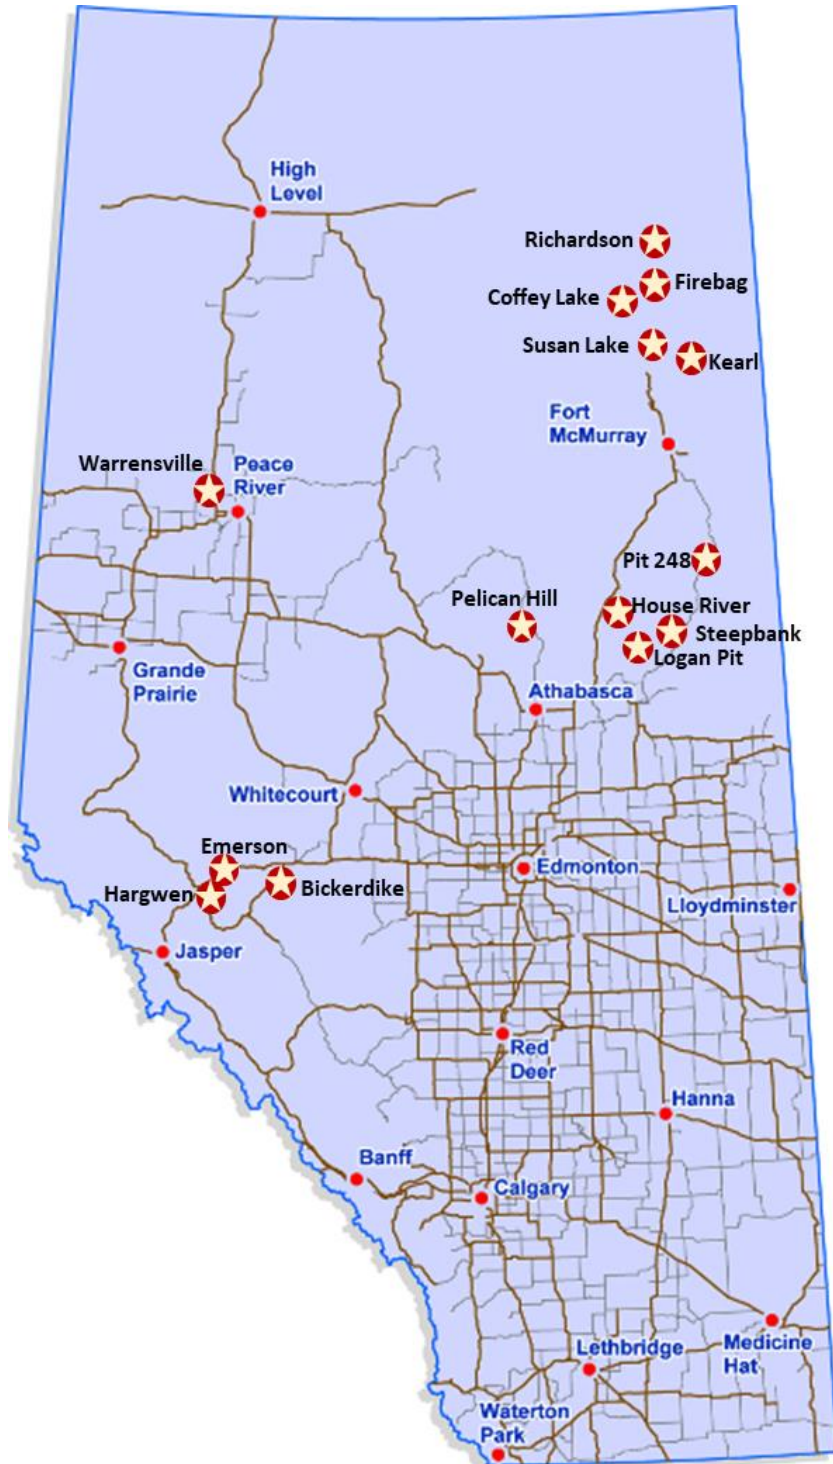 High
Level
Richardson
Firebag
Coffey Lake
Susan Lake
Kearl
Fort
McMurray
Warrensville
Peace
River
Pit 248
Pelican Hill
House River
Steepbank
Logan Pit
Grande
Prairie
Athabasca
Whitecourt
Emerson
Edmonton
Hargwen
Bickerdike
Lloydminster
Jasper
Red
Deer
Hanna
Banff
Calgary
Medicine
Hat
Lethbridge
Waterton
Park